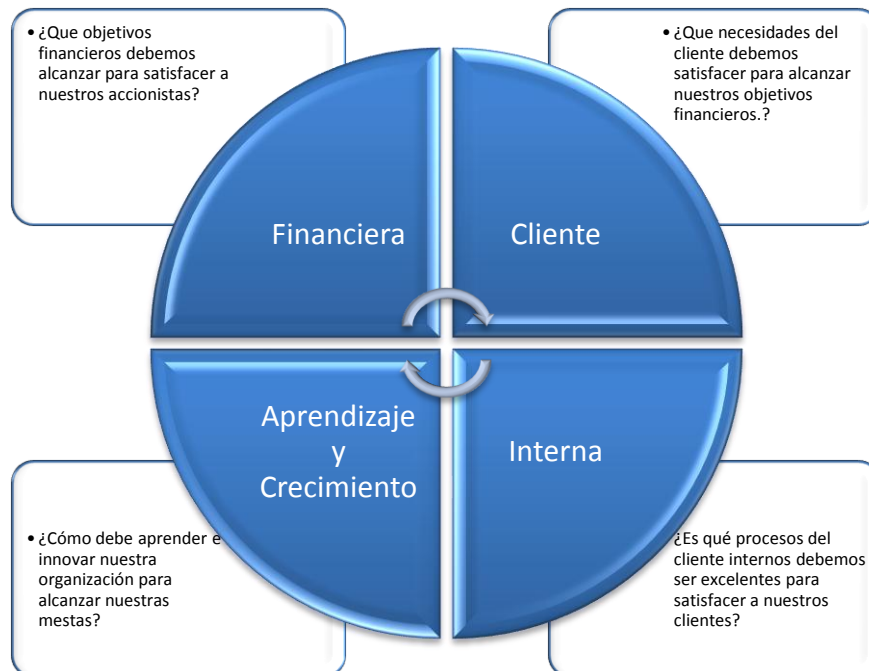 • ¿Que objetivos
financieros debemos
alcanzar para satisfacer a
nuestros accionistas?
• ¿Que necesidades del
cliente debemos
satisfacer para alcanzar
nuestros objetivos
financieros.?
Financiera
Cliente
Aprendizaje
y
Crecimiento
Interna
• ¿Cómo debe aprender e
innovar nuestra
organización para
alcanzar nuestras
mestas?
¿Es qué procesos del
cliente internos debemos
ser excelentes para
satisfacer a nuestros
clientes?